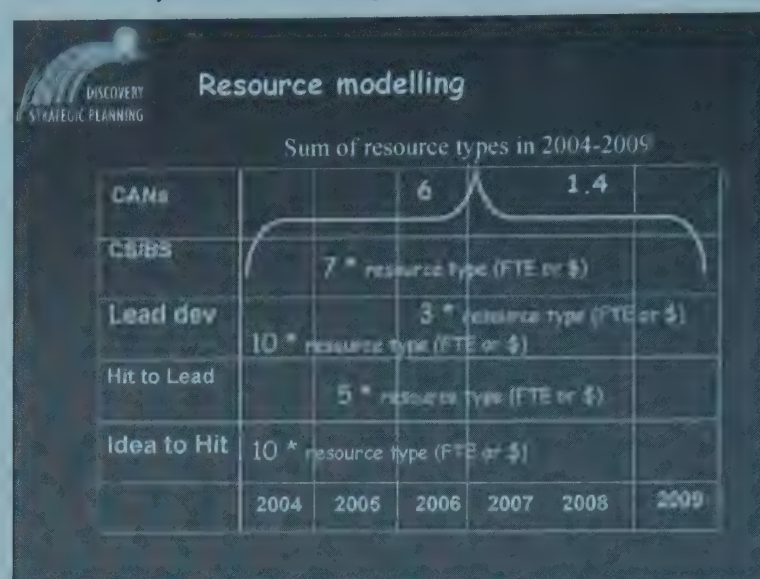 DISCOVERY
STRATEGIC PLANNING
Resource modelling
Sum of resource types in 2004-2009
CANs 6 1.4
CS/BS 7 * resource type (FTE or $)
Lead dev 3 * resource type (FTE or $)
10 * resource type (FTE or $)
Hit to Lead 5 * resource type (FTE or $)
Idea to Hit 10 * resource type (FTE or $)
2004 2005 2006 2007 2008 2009